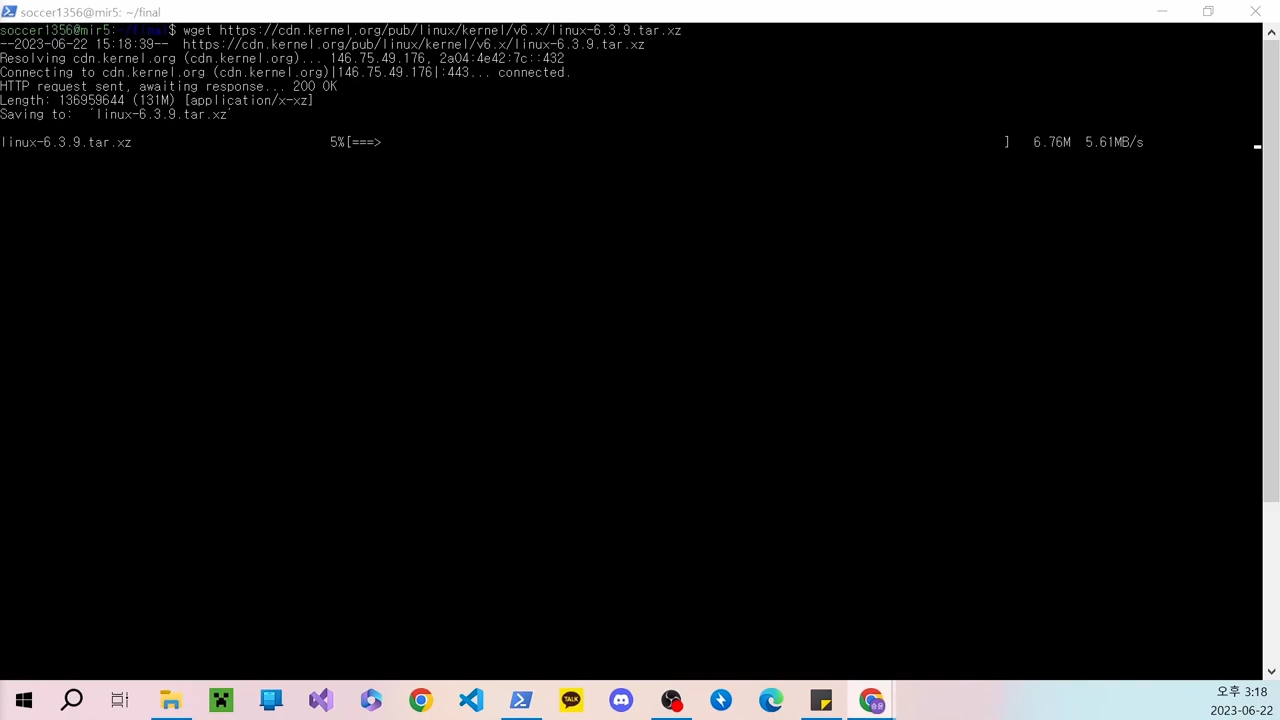 soccer1356@mir5: ~/final
soccer1356@mir5:~/final$ wget https://cdn.kernel.org/pub/linux/kernel/v6.x/linux-6.3.9.tar.xz
--2023-06-22 15:18:39--  https://cdn.kernel.org/pub/linux/kernel/v6.x/linux-6.3.9.tar.xz
Resolving cdn.kernel.org (cdn.kernel.org)... 146.75.49.176, 2a04:4e42:7c::432
Connecting to cdn.kernel.org (cdn.kernel.org)|146.75.49.176|:443... connected.
HTTP request sent, awaiting response... 200 OK
Length: 136959644 (131M) [application/x-xz]
Saving to: ‘linux-6.3.9.tar.xz’
linux-6.3.9.tar.xz 5%[===> ] 6.76M 5.61MB/s
TALK
승윤
오후 3:18
2023-06-22